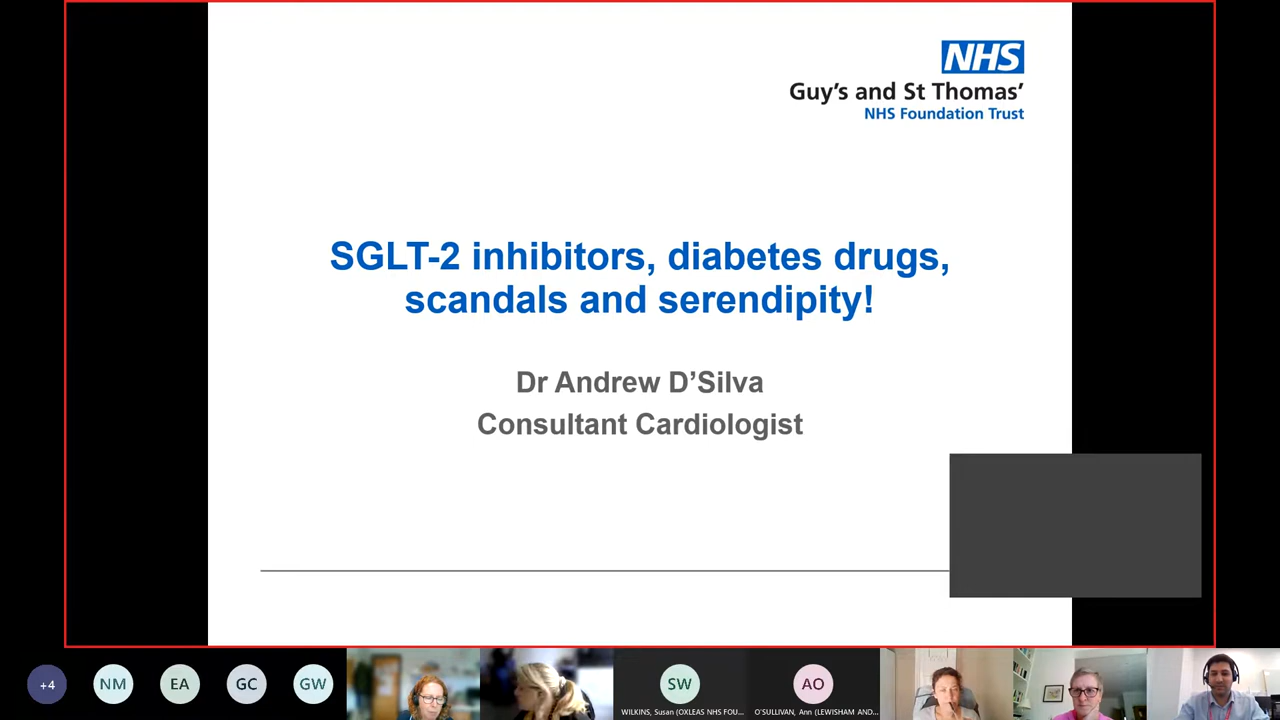 NHS
Guy's and St Thomas'
NHS Foundation Trust
SGLT-2 inhibitors, diabetes drugs,
scandals and serendipity!
Dr Andrew D'Silva
Consultant Cardiologist
+4
NM
EA
GC
GW
SW
AO
WILKINS, Susan (OXLEAS NHS FOU...
O'SULLIVAN, Ann (LEWISHAM AND...